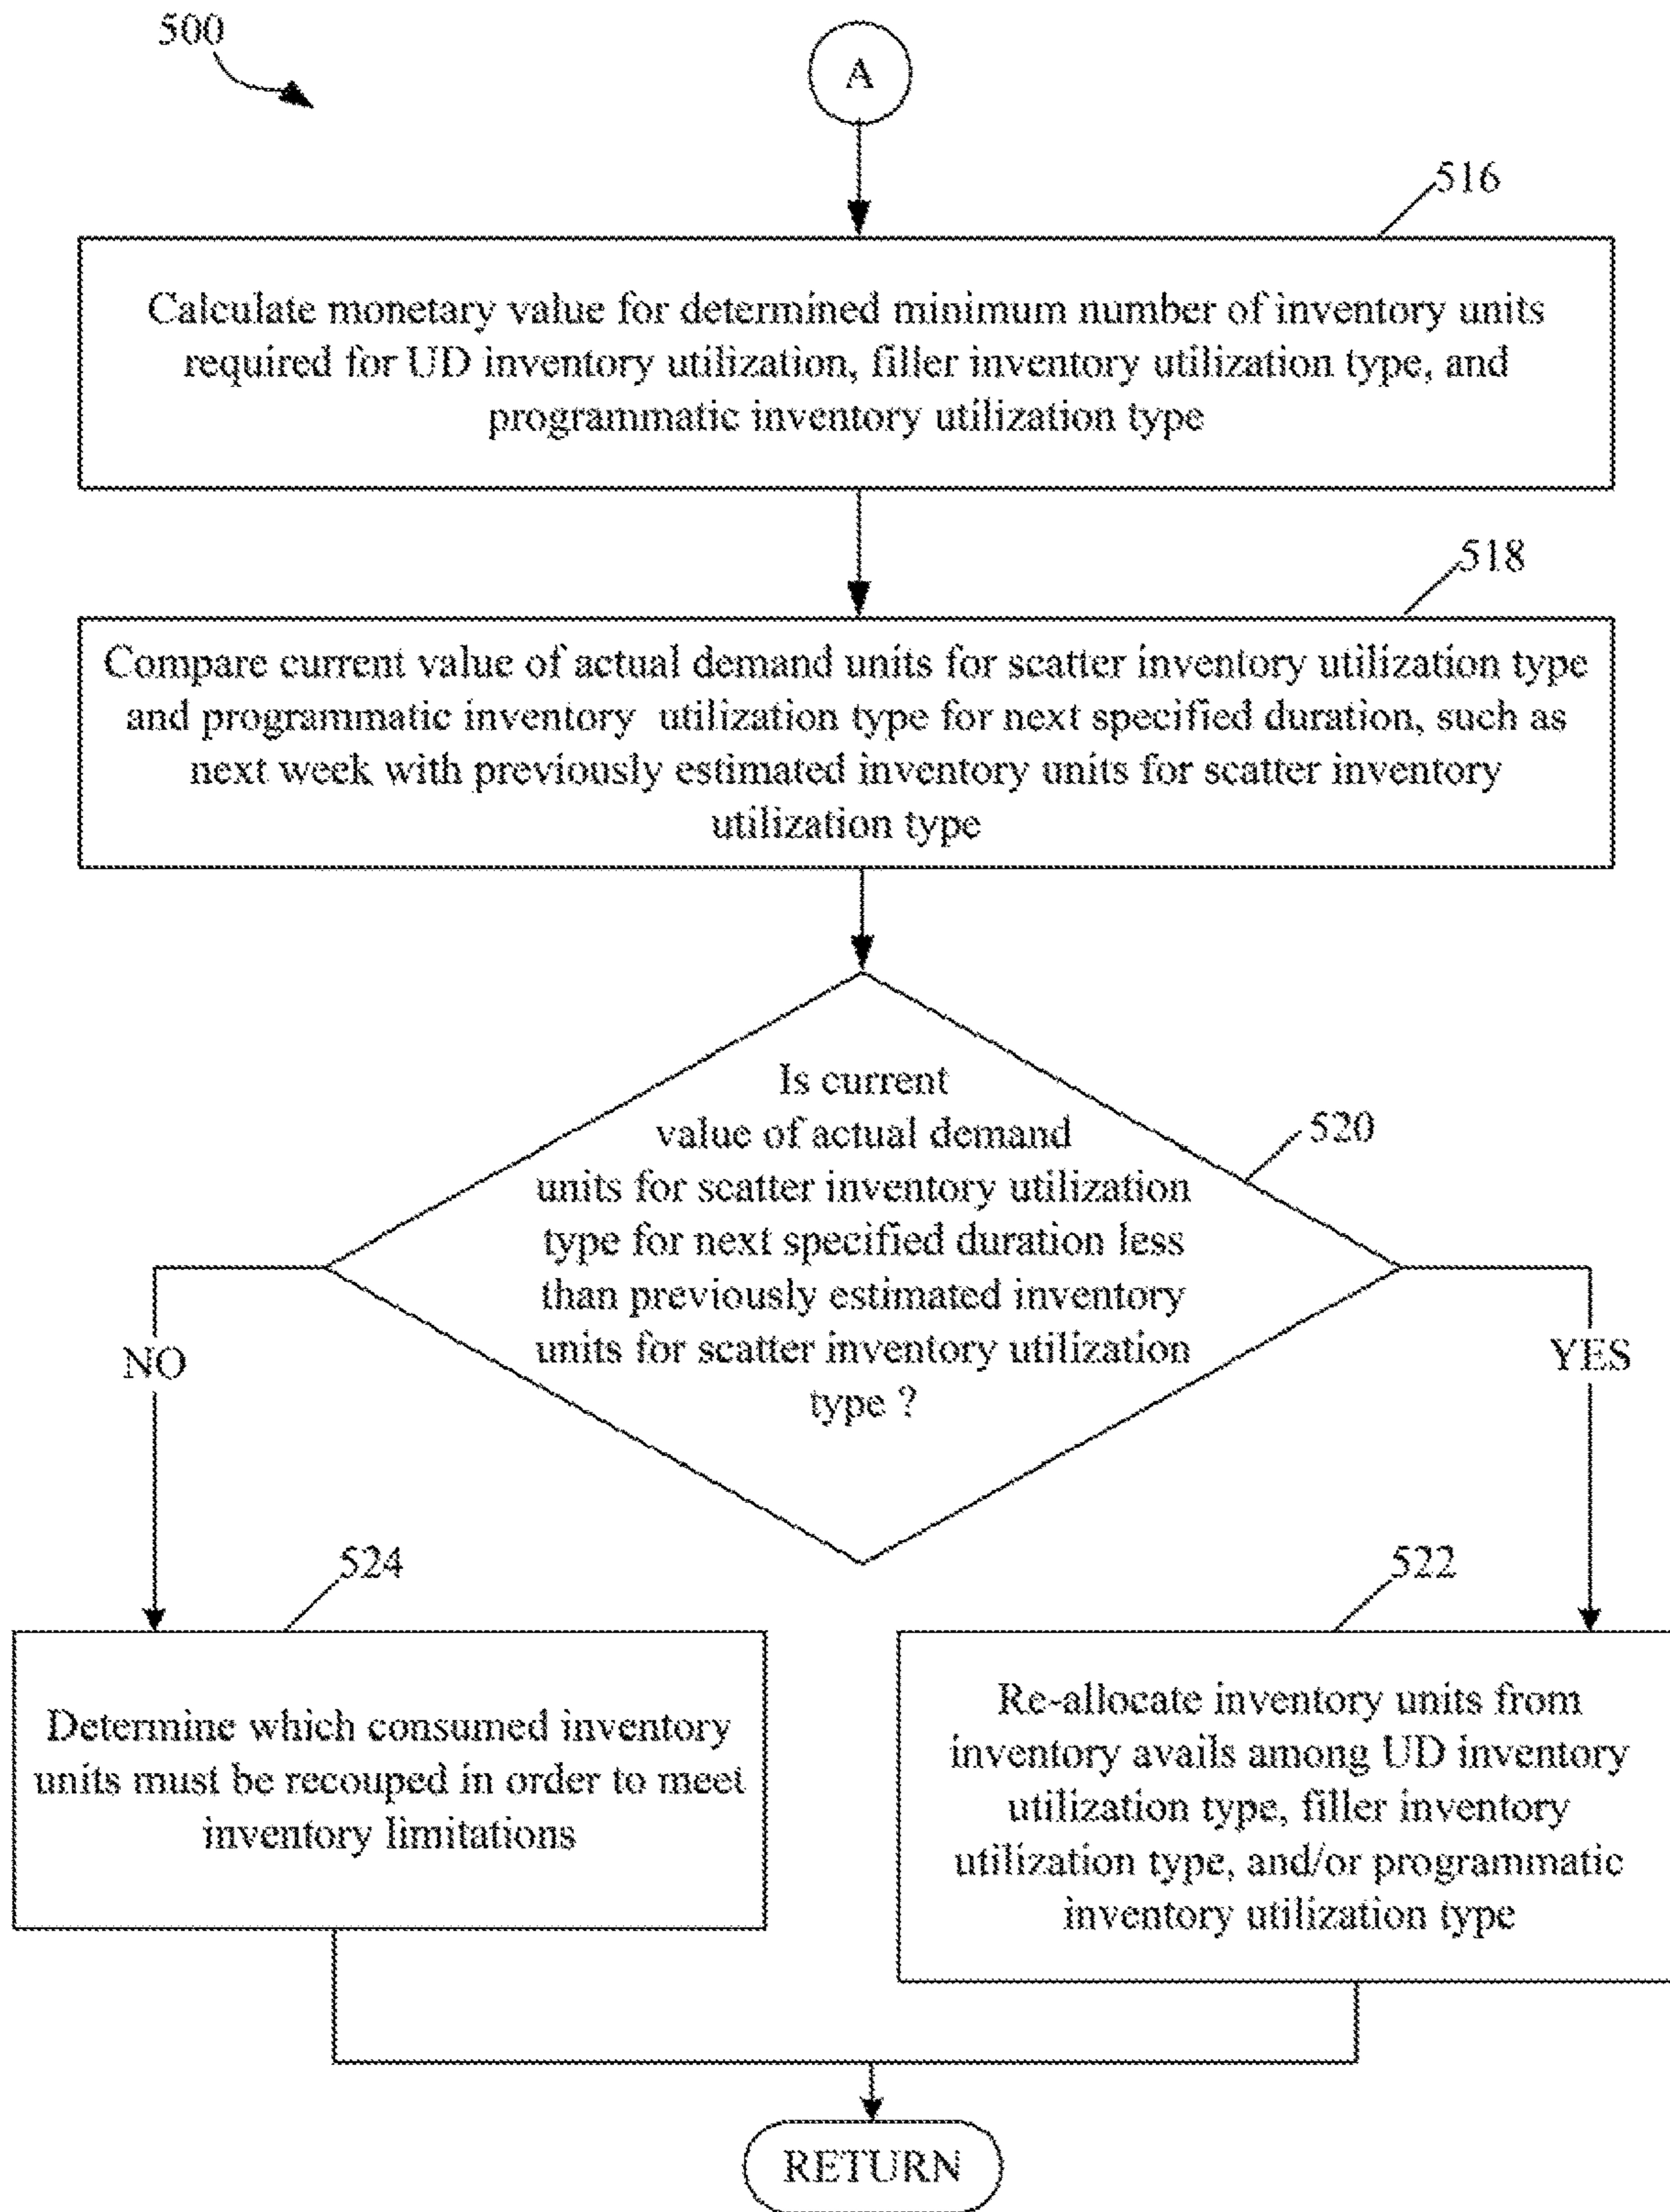 500
A
516
Calculate monetary value for determined minimum number of inventory units
required for UD inventory utilization, filler inventory utilization type, and
programmatic inventory utilization type
518
Compare current value of actual demand units for scatter inventory utilization type
and programmatic inventory utilization type for next specified duration, such as
next week with previously estimated inventory units for scatter inventory
utilization type
Is current
value of actual demand
units for scatter inventory utilization
type for next specified duration less
than previously estimated inventory
units for scatter inventory utilization
type ?
520
NO
YES
524
Determine which consumed inventory
units must be recouped in order to meet
inventory limitations
522
Re-allocate inventory units from
inventory avails among UD inventory
utilization type, filler inventory
utilization type, and/or programmatic
inventory utilization type
RETURN